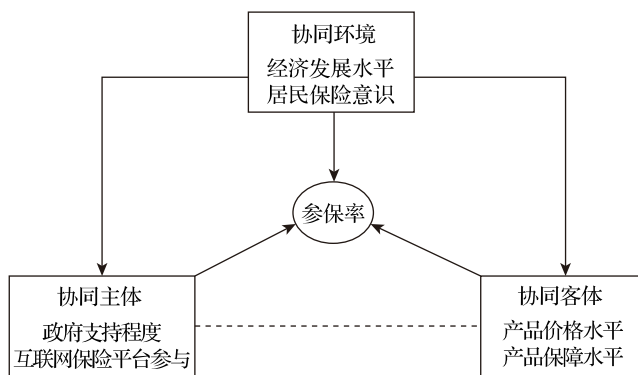 协同环境
经济发展水平
居民保险意识
参保率
协同主体
政府支持程度
互联网保险平台参与
协同客体
产品价格水平
产品保障水平